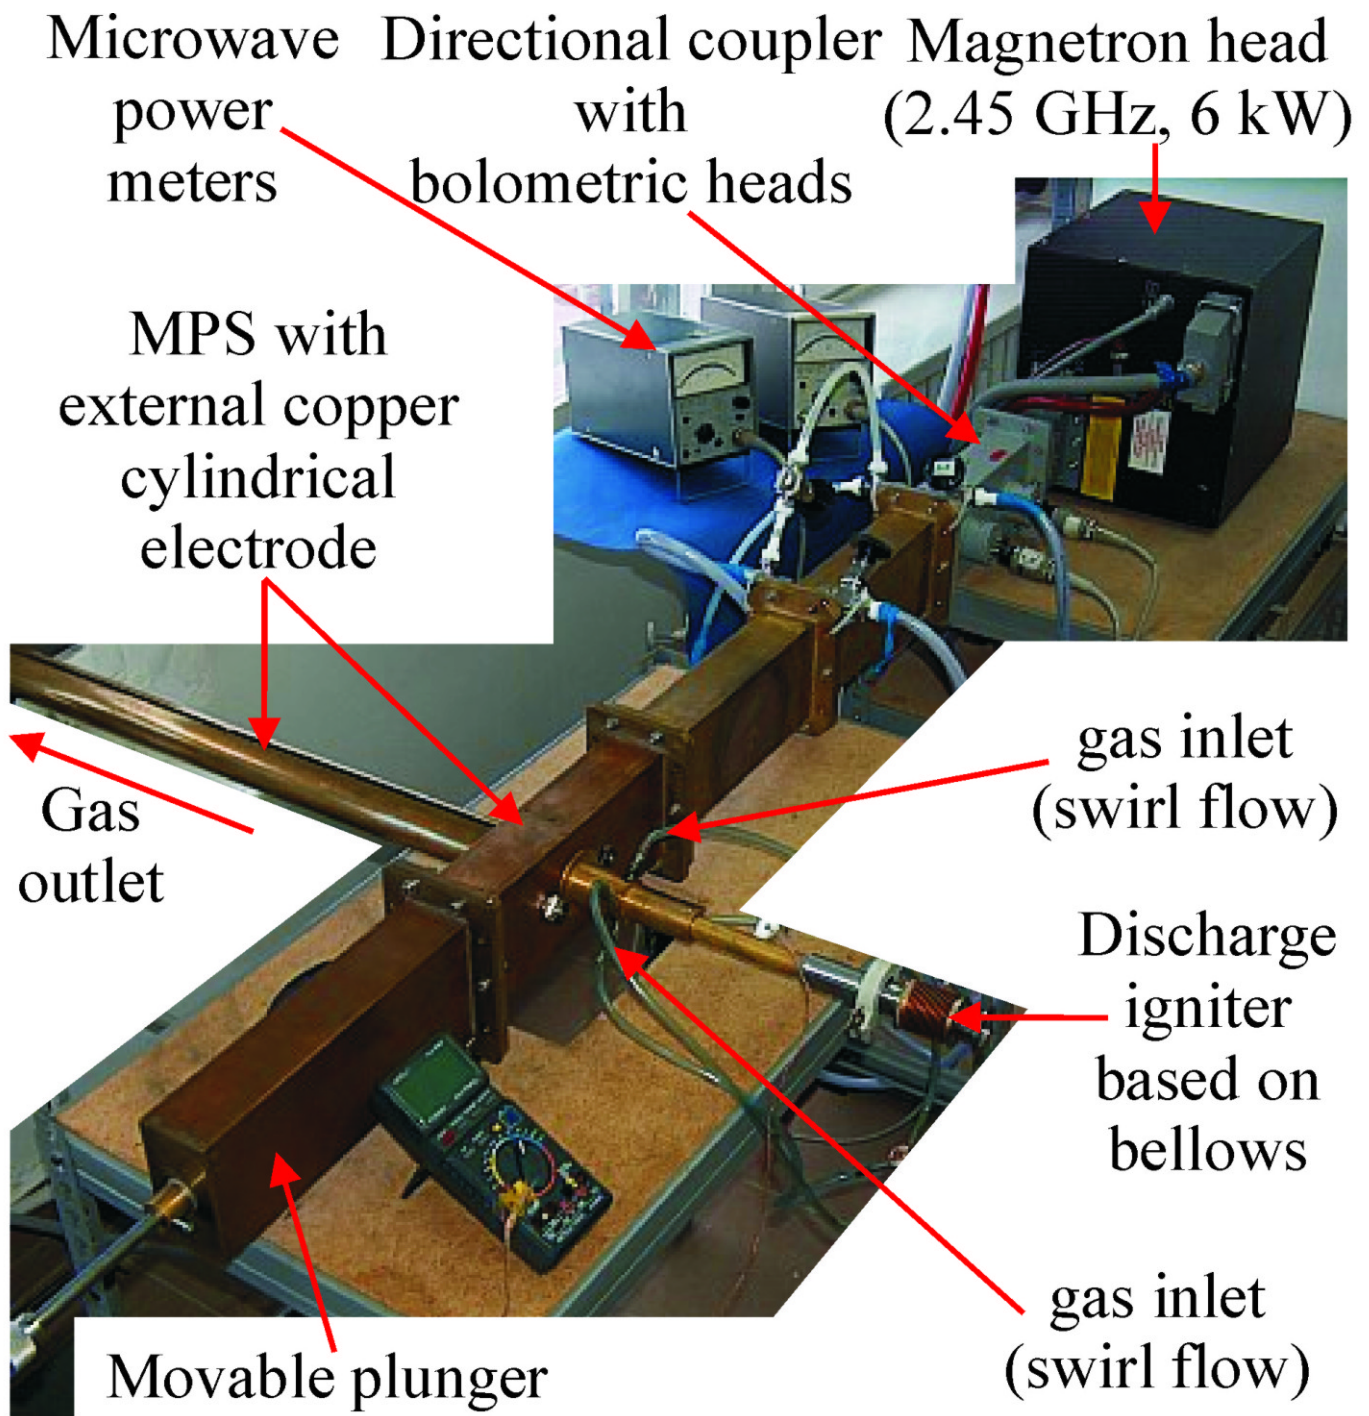 Microwave
power
meters
Directional coupler
with
bolometric heads
Magnetron head
(2.45 GHz, 6 kW)
MPS with
external copper
cylindrical
electrode
gas inlet
(swirl flow)
Gas
outlet
Discharge
igniter
based on
bellows
gas inlet
(swirl flow)
Movable plunger